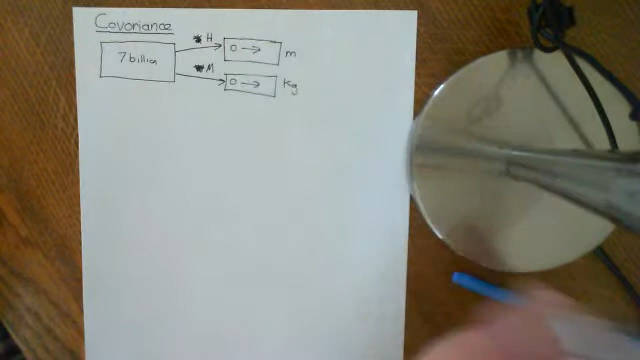 Covariance
H
7 billion
0 → m
M
0 → kg